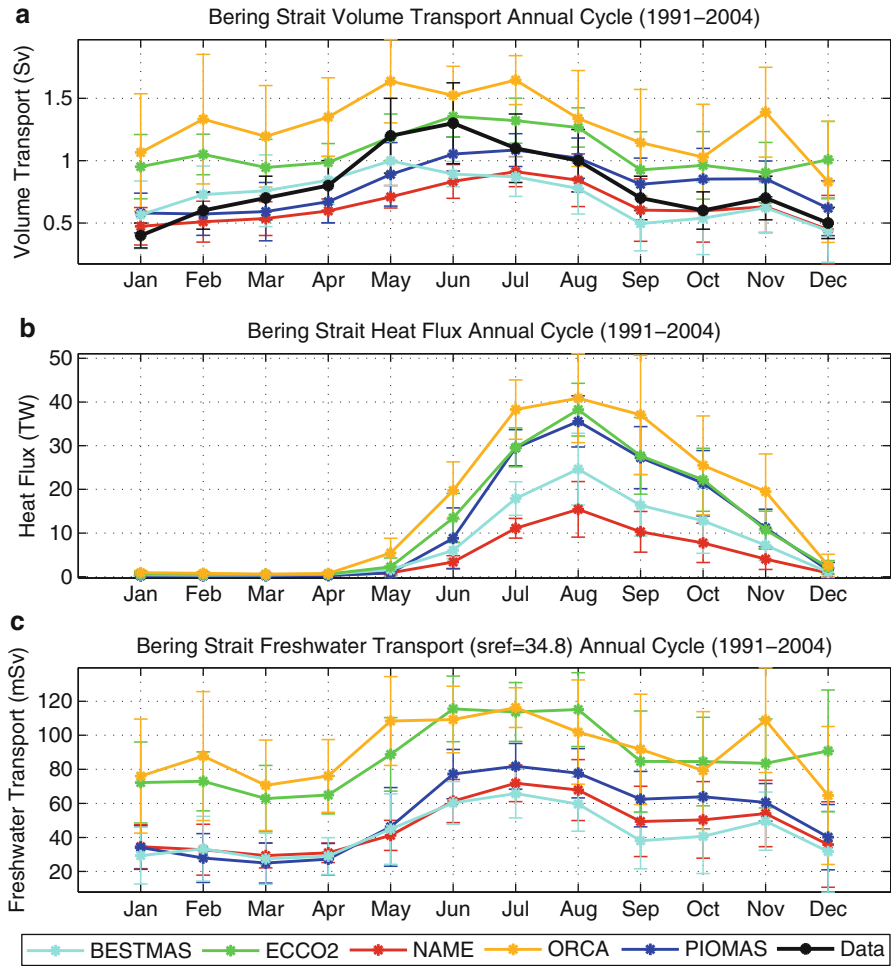 a
Bering Strait Volume Transport Annual Cycle (1991−2004)
Volume Transport (Sv)
1.5
1
0.5
Jan Feb Mar Apr May Jun Jul Aug Sep Oct Nov Dec
b
Bering Strait Heat Flux Annual Cycle (1991−2004)
Heat Flux (TW)
50
40
30
20
10
0
Jan Feb Mar Apr May Jun Jul Aug Sep Oct Nov Dec
c
Bering Strait Freshwater Transport (sref=34.8) Annual Cycle (1991−2004)
Freshwater Transport (mSv)
120
100
80
60
40
20
Jan Feb Mar Apr May Jun Jul Aug Sep Oct Nov Dec
BESTMAS ECCO2 NAME ORCA PIOMAS Data